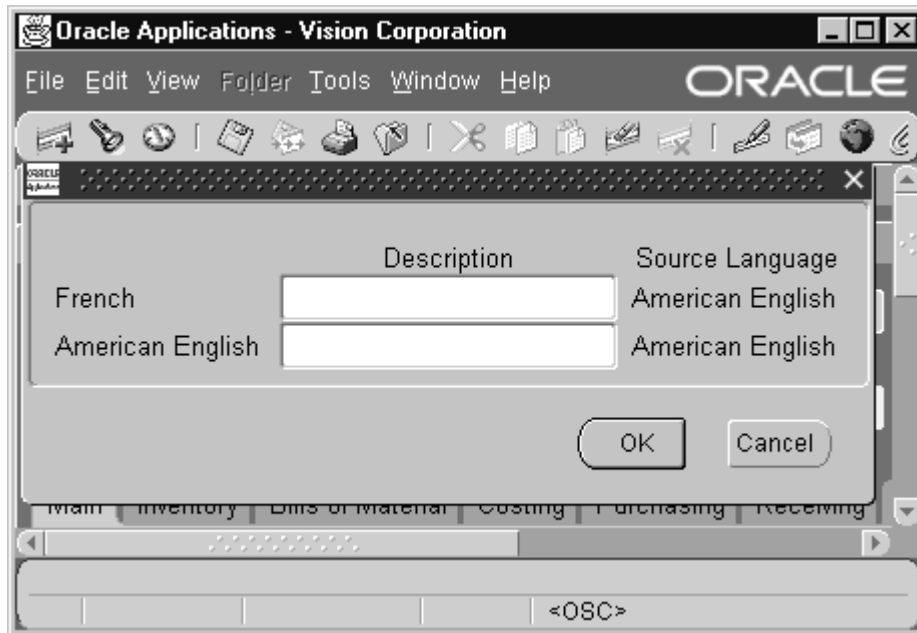 Oracle Applications - Vision Corporation
File Edit View Folder Tools Window Help
ORACLE
Description Source Language
French American English
American English American English
OK Cancel
Main Inventory Bills of Material Costing Purchasing Receiving
<OSC>